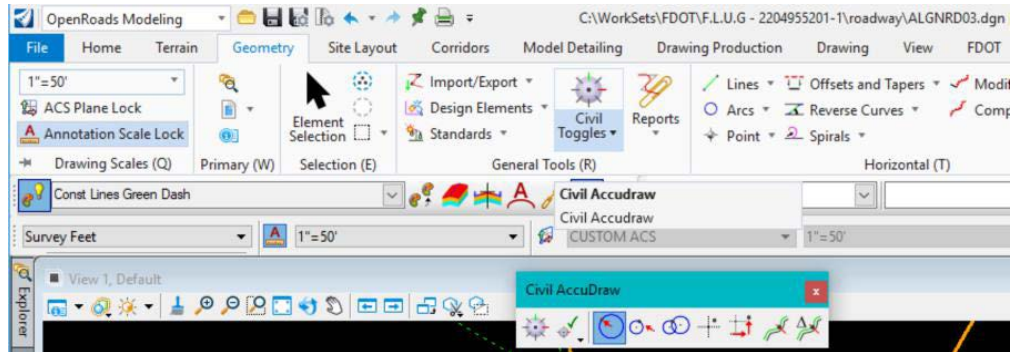 OpenRoads Modeling C:\WorkSets\FDOT\F.L.U.G - 2204955201-1\roadway\ALGNRD03.dgn
File Home Terrain Geometry Site Layout Corridors Model Detailing Drawing Production Drawing View FDOT
1"=50' Import/Export Lines Offsets and Tapers Modif
ACS Plane Lock Element Selection Design Elements Civil Toggles Reports Arcs Reverse Curves Comp
Annotation Scale Lock Standards Point Spirals
Drawing Scales (Q) Primary (W) Selection (E) General Tools (R) Horizontal (T)
Const Lines Green Dash Civil Accudraw
Civil Accudraw
Survey Feet 1"=50' CUSTOM ACS 1"=50'
Explorer View 1, Default
Civil AccuDraw